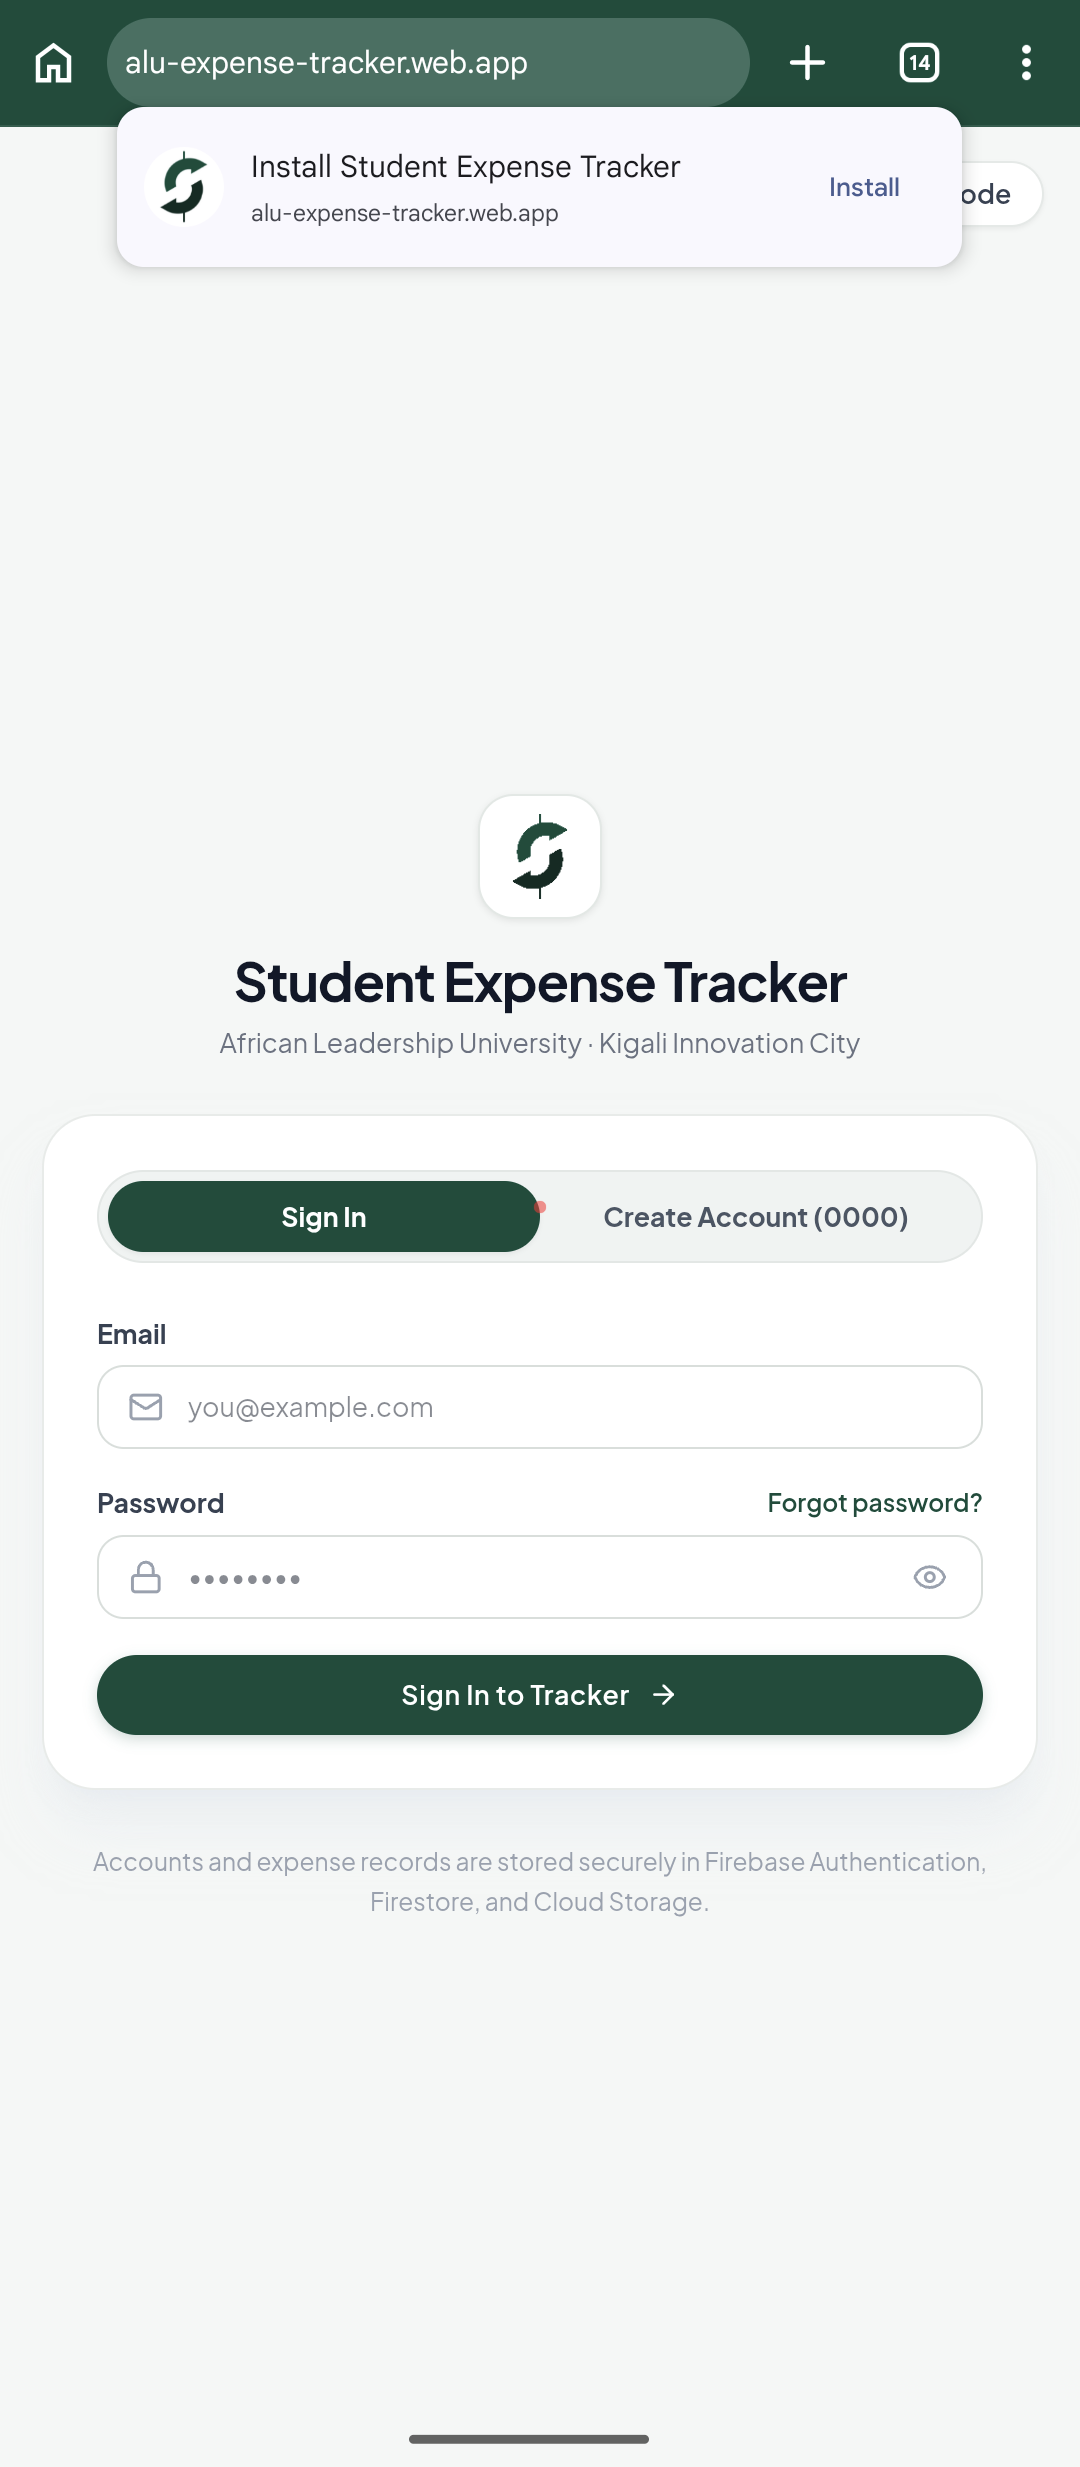 alu-expense-tracker.web.app
14
Install Student Expense Tracker
alu-expense-tracker.web.app
Install
ode
Student Expense Tracker
African Leadership University · Kigali Innovation City
Sign In
Create Account (0000)
Email
you@example.com
Password
Forgot password?
••••••••
Sign In to Tracker →
Accounts and expense records are stored securely in Firebase Authentication,
Firestore, and Cloud Storage.